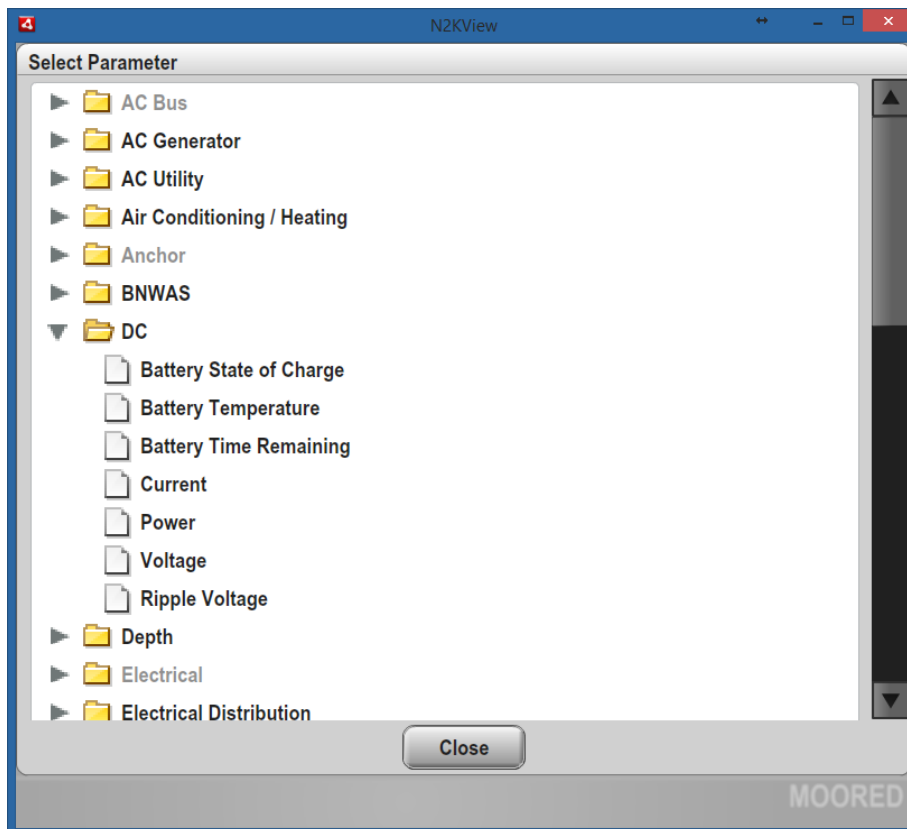 N2KView
Select Parameter
AC Bus
AC Generator
AC Utility
Air Conditioning / Heating
Anchor
BNWAS
DC
Battery State of Charge
Battery Temperature
Battery Time Remaining
Current
Power
Voltage
Ripple Voltage
Depth
Electrical
Electrical Distribution
Close
MOORED